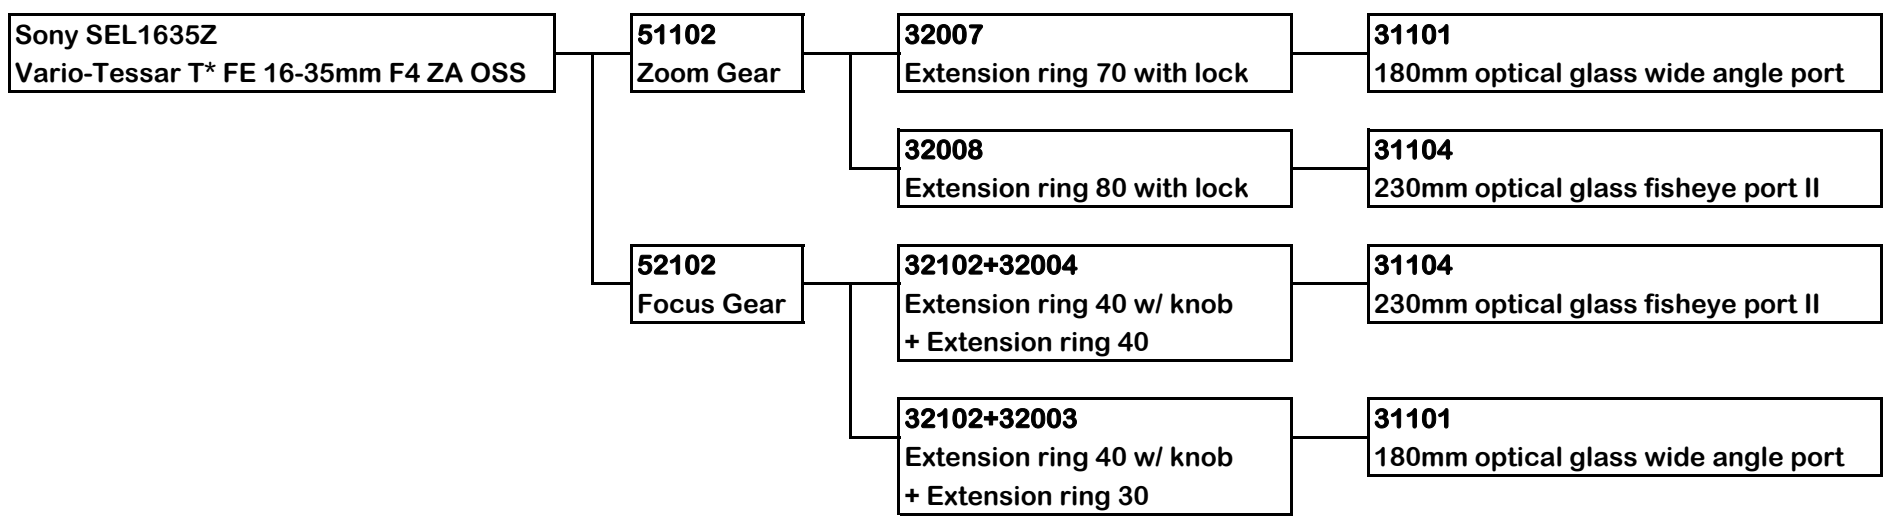 Sony SEL1635Z
Vario-Tessar T* FE 16-35mm F4 ZA OSS
51102
Zoom Gear
32007
Extension ring 70 with lock
31101
180mm optical glass wide angle port
32008
Extension ring 80 with lock
31104
230mm optical glass fisheye port II
52102
Focus Gear
32102+32004
Extension ring 40 w/ knob
+ Extension ring 40
31104
230mm optical glass fisheye port II
32102+32003
Extension ring 40 w/ knob
+ Extension ring 30
31101
180mm optical glass wide angle port